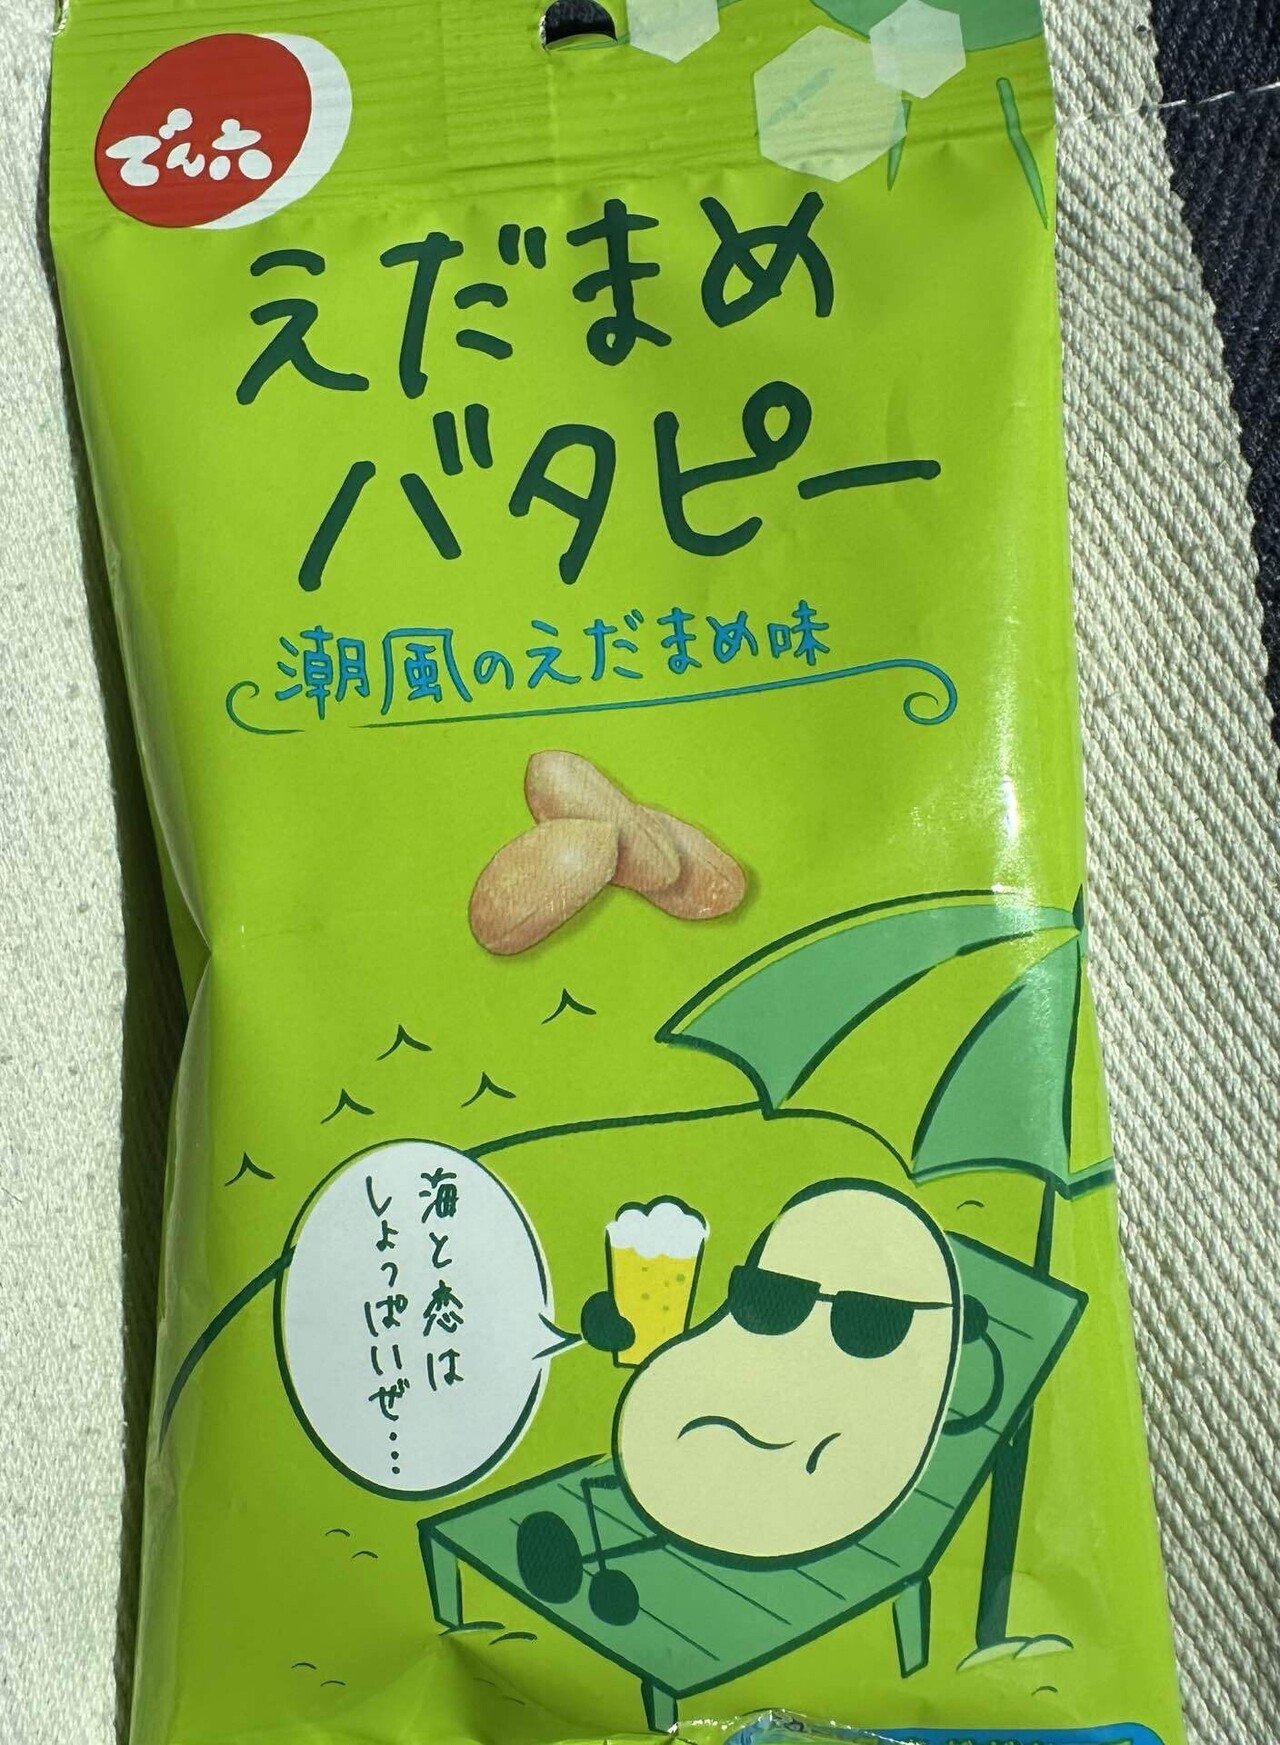 でん六
えだまめ
バタピー
潮風のえだまめ味
海と恋は
しょっぱいぜ…